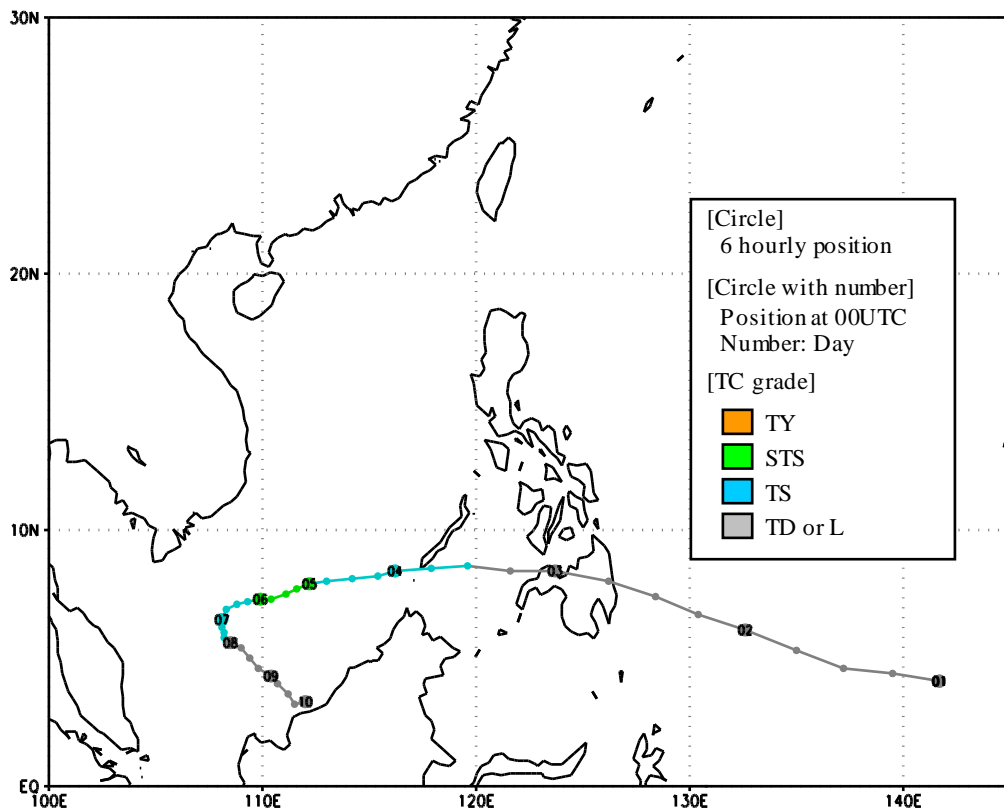 30N
20N
10N
EQ
100E 110E 120E 130E 140E
[Circle]
6 hourly position
[Circle with number]
Position at 00UTC
Number: Day
[TC grade]
TY
STS
TS
TD or L
01
02
03
04
05
06
07
08
09
10